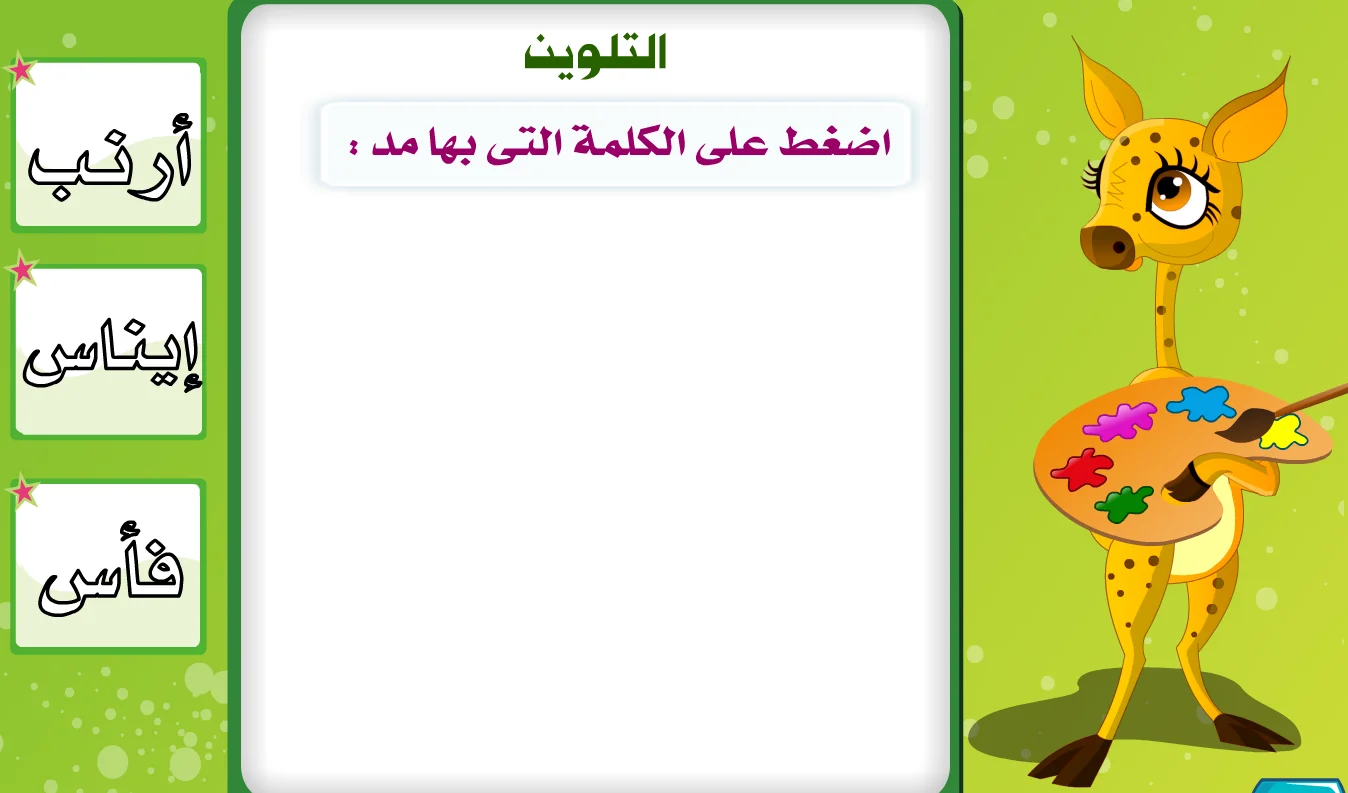 التلوين
اضغط على الكلمة التى بها مد :
أرنب
إيناس
فأس